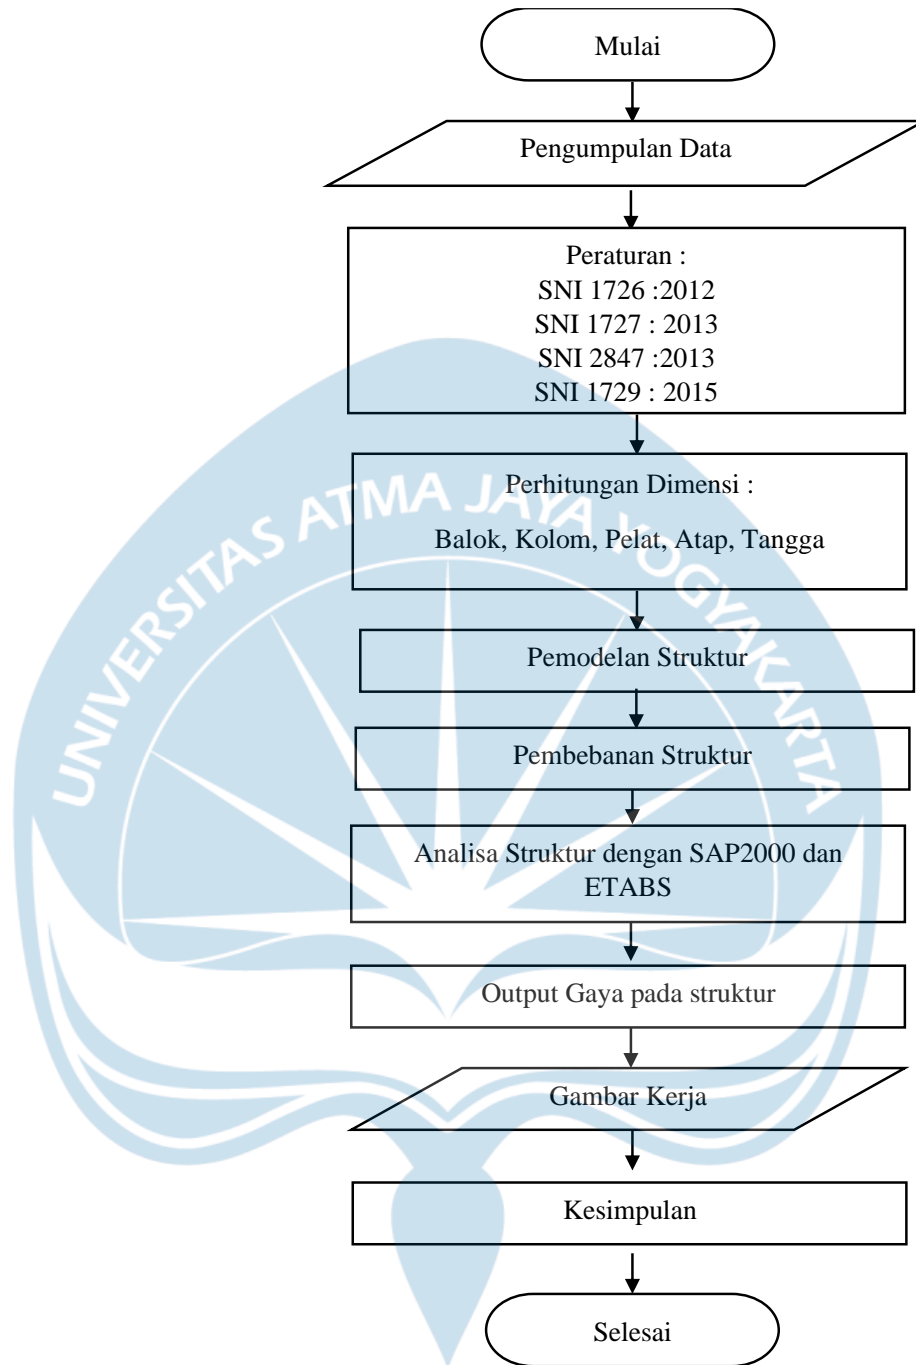 Mulai
Pengumpulan Data
Peraturan :
SNI 1726 :2012
SNI 1727 : 2013
SNI 2847 :2013
SNI 1729 : 2015
Perhitungan Dimensi :
Balok, Kolom, Pelat, Atap, Tangga
Pemodelan Struktur
Pembebanan Struktur
Analisa Struktur dengan SAP2000 dan
ETABS
Output Gaya pada struktur
Gambar Kerja
Kesimpulan
Selesai
UNIVERSITAS ATMA JAYA YOGYAKARTA